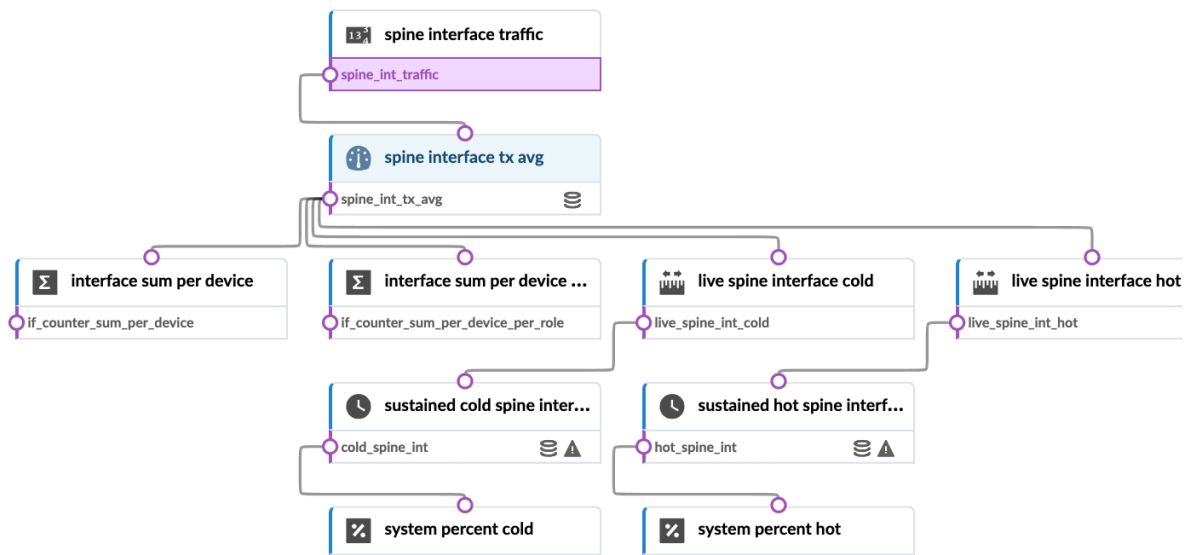 spine interface traffic
spine_int_traffic
spine interface tx avg
spine_int_tx_avg
interface sum per device
interface sum per device ...
live spine interface cold
live spine interface hot
if_counter_sum_per_device
if_counter_sum_per_device_per_role
live_spine_int_cold
live_spine_int_hot
sustained cold spine inter...
sustained hot spine interf...
cold_spine_int
hot_spine_int
system percent cold
system percent hot